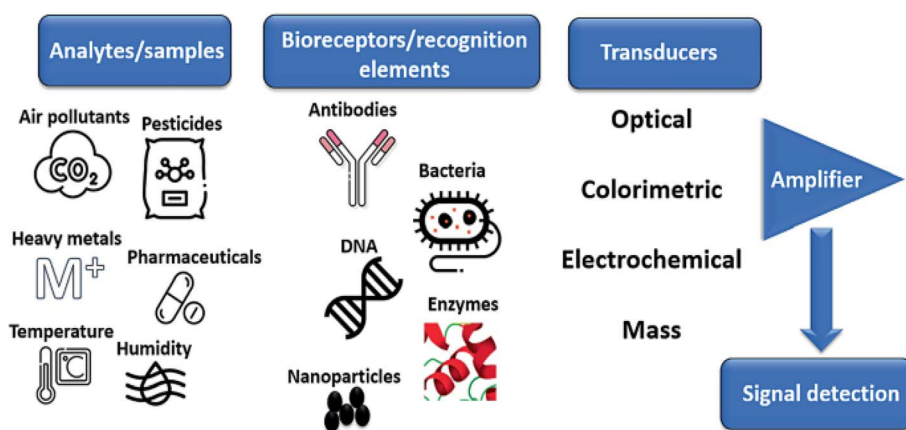 Analytes/samples
Bioreceptors/recognition
elements
Transducers
Air pollutants
CO2
Pesticides
Heavy metals
M+
Pharmaceuticals
Temperature
°C
Humidity
Antibodies
Bacteria
DNA
Enzymes
Nanoparticles
Optical
Colorimetric
Electrochemical
Mass
Amplifier
Signal detection